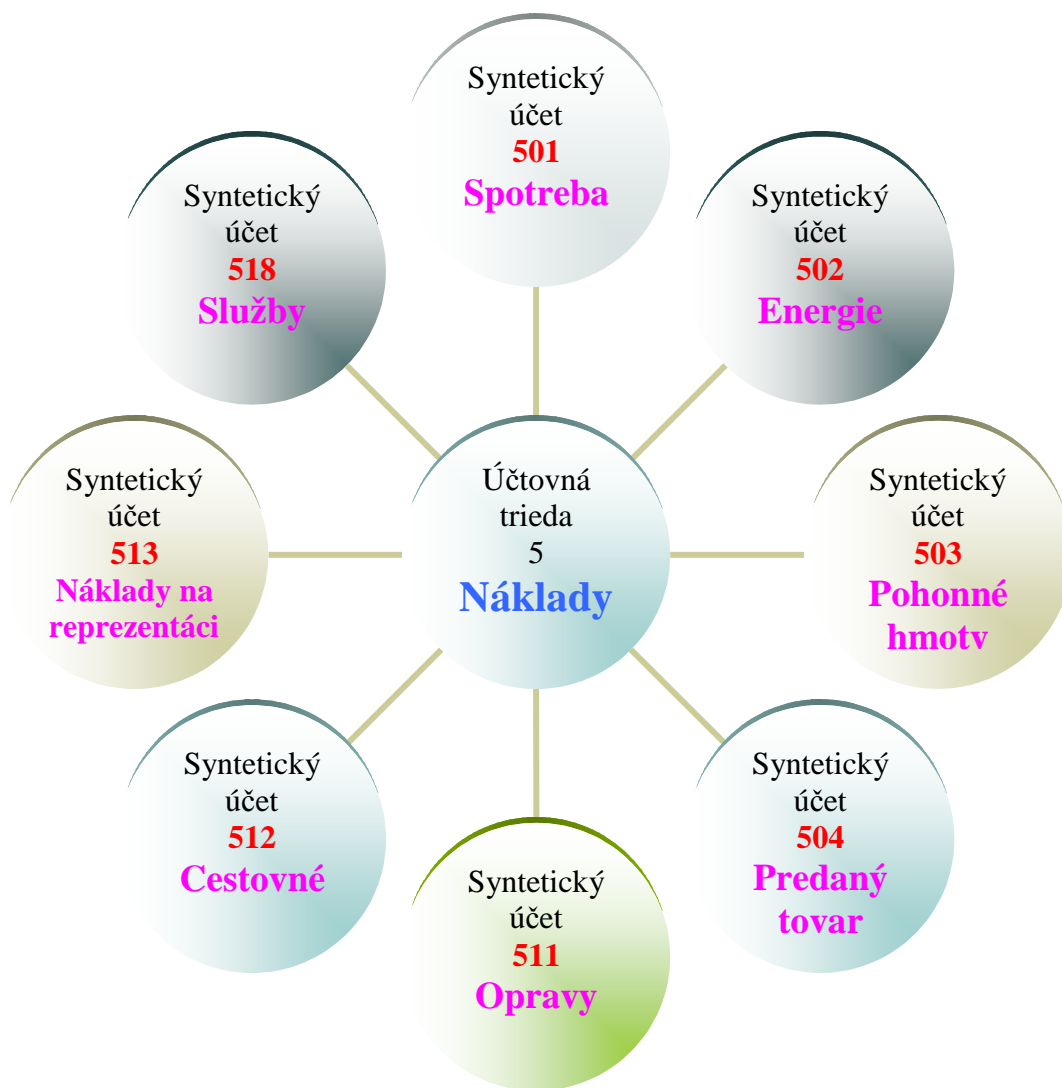 Syntetický
účet
501
Spotreba
Syntetický
účet
502
Energie
Syntetický
účet
503
Pohonné
hmotv
Syntetický
účet
504
Predaný
tovar
Syntetický
účet
511
Opravy
Syntetický
účet
512
Cestovné
Syntetický
účet
513
Náklady na
reprezentáci
Syntetický
účet
518
Služby
Účtovná
trieda
5
Náklady